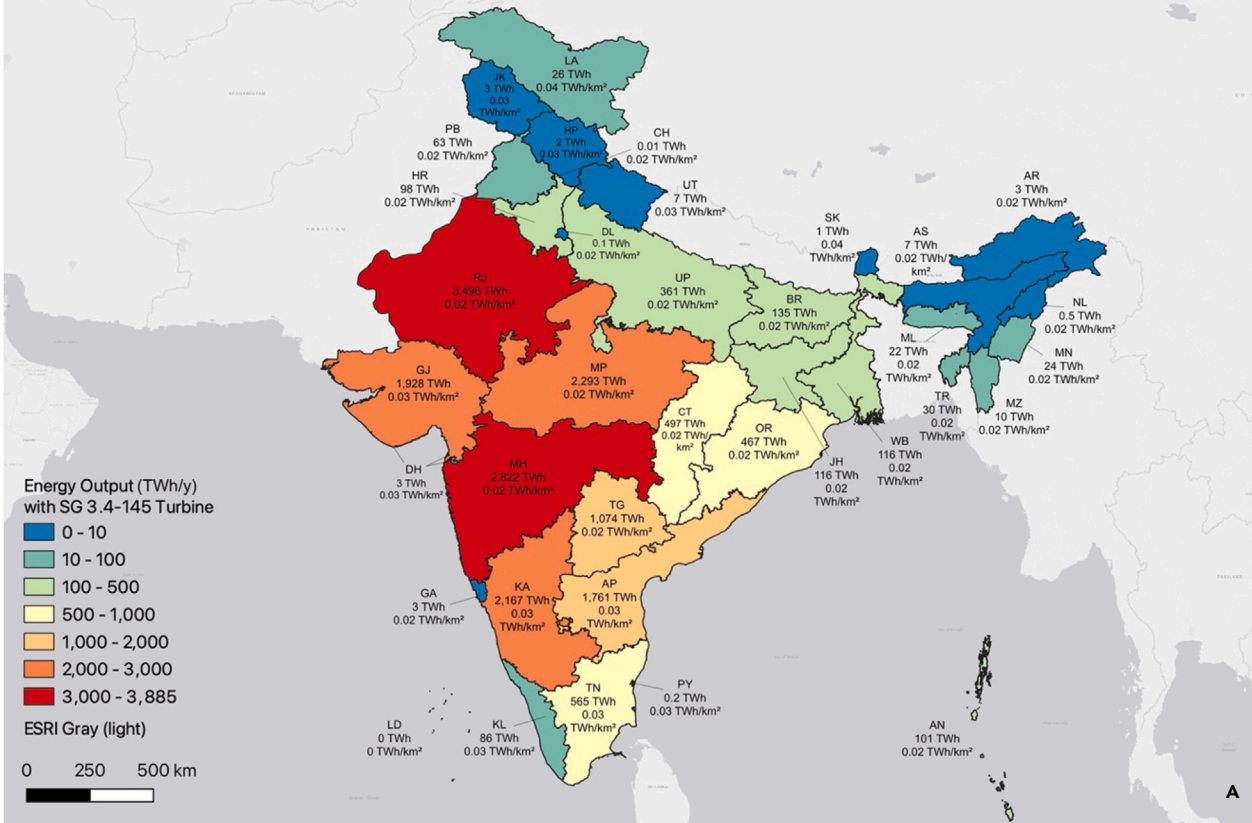 LA
26 TWh
0.04 TWh/km²
JK
3 TWh
0.03
TWh/km²
HP
2 TWh
0.03 TWh/km²
CH
0.01 TWh
0.02 TWh/km²
PB
63 TWh
0.02 TWh/km²
HR
98 TWh
0.02 TWh/km²
UT
7 TWh
0.03 TWh/km²
AR
3 TWh
0.02 TWh/km²
SK
1 TWh
0.04
TWh/km²
AS
7 TWh
0.02 TWh/
km²
DL
0.1 TWh
0.02 TWh/km²
RJ
3,496 TWh
0.02 TWh/km²
UP
361 TWh
0.02 TWh/km²
BR
135 TWh
0.02 TWh/km²
NL
0.5 TWh
0.02 TWh/km²
ML
22 TWh
0.02
TWh/km²
MN
24 TWh
0.02 TWh/km²
GJ
1,928 TWh
0.03 TWh/km²
MP
2,293 TWh
0.02 TWh/km²
TR
30 TWh
0.02
TWh/km²
MZ
10 TWh
0.02 TWh/km²
CT
497 TWh
0.02 TWh/
km²
OR
467 TWh
0.02 TWh/km²
JH
116 TWh
0.02
TWh/km²
WB
116 TWh
0.02
TWh/km²
DH
3 TWh
0.03 TWh/km²
MH
2,822 TWh
0.02 TWh/km²
TG
1,074 TWh
0.02 TWh/km²
GA
3 TWh
0.02 TWh/km²
KA
2,167 TWh
0.03
TWh/km²
AP
1,761 TWh
0.03
TWh/km²
TN
565 TWh
0.03
TWh/km²
PY
0.2 TWh
0.03 TWh/km²
LD
0 TWh
0 TWh/km²
KL
86 TWh
0.03 TWh/km²
AN
101 TWh
0.02 TWh/km²
Energy Output (TWh/y)
with SG 3.4-145 Turbine
0 - 10
10 - 100
100 - 500
500 - 1,000
1,000 - 2,000
2,000 - 3,000
3,000 - 3,885
ESRI Gray (light)
0 250 500 km
A
AFGHANISTAN
PAKISTAN
THAILAND
SRI LANKA